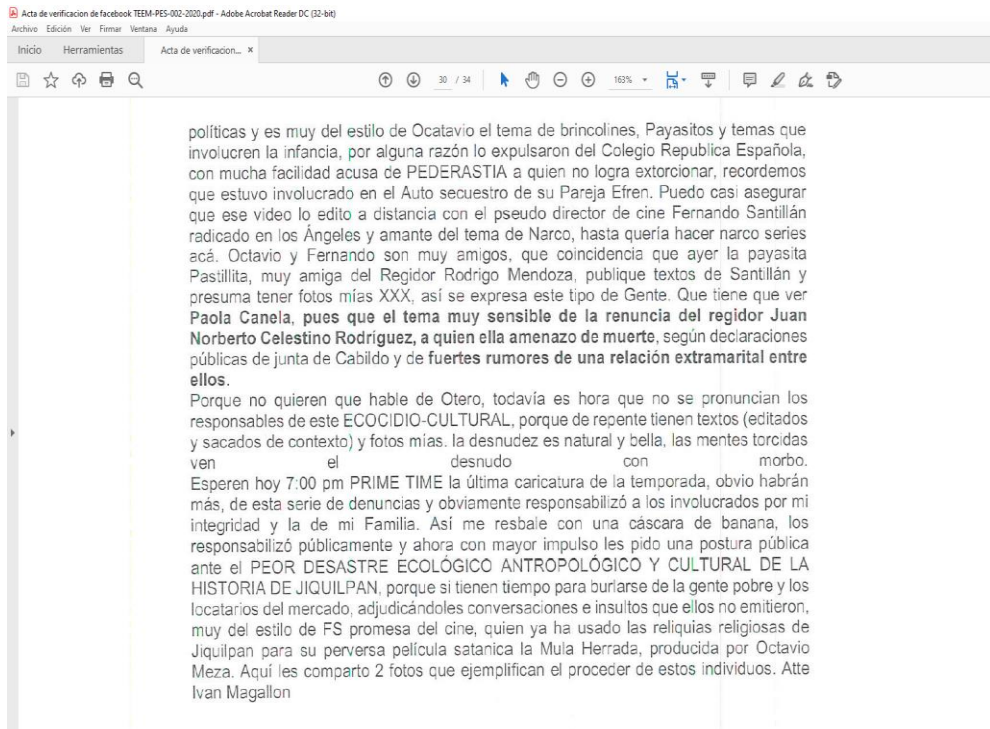 Acta de verificacion de facebook TEEM-PES-002-2020.pdf - Adobe Acrobat Reader DC (32-bit)
Archivo Edición Ver Firmar Ventana Ayuda
Inicio Herramientas Acta de verificacion... ×
30 / 34 163%
políticas y es muy del estilo de Ocatavio el tema de brincolines, Payasitos y temas que
involucren la infancia, por alguna razón lo expulsaron del Colegio Republica Española,
con mucha facilidad acusa de PEDERASTIA a quien no logra extorcionar, recordemos
que estuvo involucrado en el Auto secuestro de su Pareja Efren. Puedo casi asegurar
que ese video lo edito a distancia con el pseudo director de cine Fernando Santillán
radicado en los Ángeles y amante del tema de Narco, hasta quería hacer narco series
acá. Octavio y Fernando son muy amigos, que coincidencia que ayer la payasita
Pastillita, muy amiga del Regidor Rodrigo Mendoza, publique textos de Santillán y
presuma tener fotos mías XXX, así se expresa este tipo de Gente. Que tiene que ver
Paola Canela, pues que el tema muy sensible de la renuncia del regidor Juan
Norberto Celestino Rodríguez, a quien ella amenazo de muerte, según declaraciones
públicas de junta de Cabildo y de fuertes rumores de una relación extramarital entre
ellos.
Porque no quieren que hable de Otero, todavía es hora que no se pronuncian los
responsables de este ECOCIDIO-CULTURAL, porque de repente tienen textos (editados
y sacados de contexto) y fotos mías. la desnudez es natural y bella, las mentes torcidas
ven el desnudo con morbo.
Esperen hoy 7:00 pm PRIME TIME la última caricatura de la temporada, obvio habrán
más, de esta serie de denuncias y obviamente responsabilizó a los involucrados por mi
integridad y la de mi Familia. Así me resbale con una cáscara de banana, los
responsabilizó públicamente y ahora con mayor impulso les pido una postura pública
ante el PEOR DESASTRE ECOLÓGICO ANTROPOLÓGICO Y CULTURAL DE LA
HISTORIA DE JIQUILPAN, porque si tienen tiempo para burlarse de la gente pobre y los
locatarios del mercado, adjudicándoles conversaciones e insultos que ellos no emitieron,
muy del estilo de FS promesa del cine, quien ya ha usado las reliquias religiosas de
Jiquilpan para su perversa película satanica la Mula Herrada, producida por Octavio
Meza. Aquí les comparto 2 fotos que ejemplifican el proceder de estos individuos. Atte
Ivan Magallon